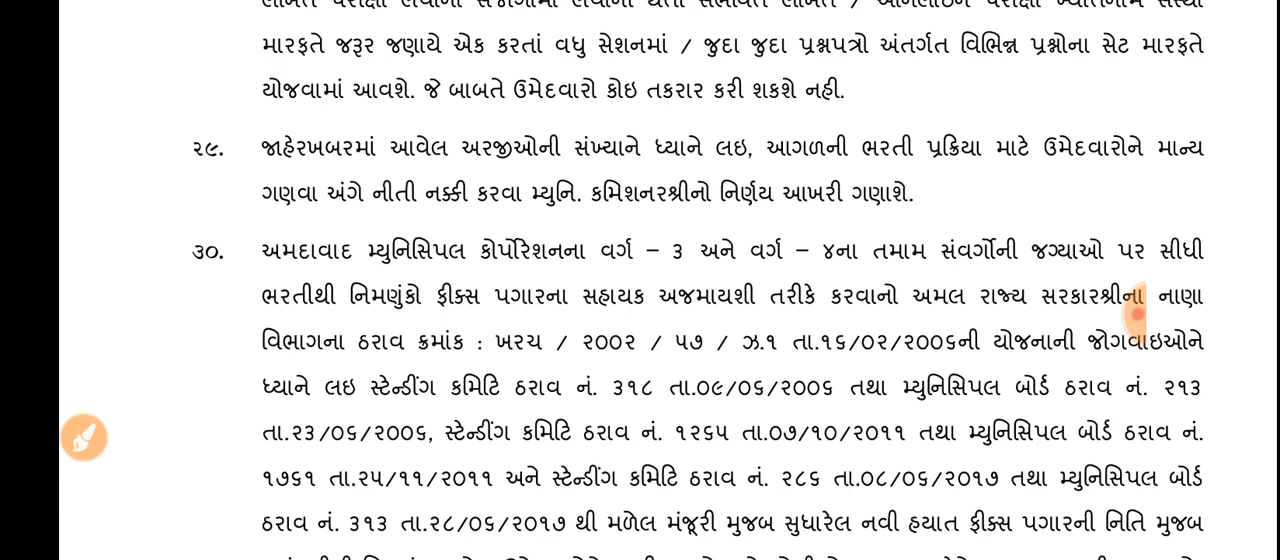 મારફતે જરૂર જણાયે એક કરતાં વધુ સેશનમાં / જુદા જુદા પ્રશ્નપત્રો અંતર્ગત વિભિન્ન પ્રશ્નોના સેટ મારફતે
યોજવામાં આવશે. જે બાબતે ઉમેદવારો કોઇ તકરાર કરી શકશે નહી.
૨૯. જાહેરખબરમાં આવેલ અરજીઓની સંખ્યાને ધ્યાને લઇ, આગળની ભરતી પ્રક્રિયા માટે ઉમેદવારોને માન્ય
ગણવા અંગે નીતી નક્કી કરવા મ્યુનિ. કમિશનરશ્રીનો નિર્ણય આખરી ગણાશે.
૩૦. અમદાવાદ મ્યુનિસિપલ કોર્પોરેશનના વર્ગ – ૩ અને વર્ગ – ૪ના તમામ સંવર્ગોની જગ્યાઓ પર સીધી
ભરતીથી નિમણુંકો ફીક્સ પગારના સહાયક અજમાયશી તરીકે કરવાનો અમલ રાજ્ય સરકારશ્રીના નાણા
વિભાગના ઠરાવ ક્રમાંક : ખરચ / ૨૦૦૨ / ૫૭ / ઝ.૧ તા.૧૬/૦૨/૨૦૦૬ની યોજનાની જોગવાઇઓને
ધ્યાને લઇ સ્ટેન્ડીંગ કમિટિ ઠરાવ નં. ૩૧૮ તા.૦૯/૦૬/૨૦૦૬ તથા મ્યુનિસિપલ બોર્ડ ઠરાવ નં. ૨૧૩
તા.૨૩/૦૬/૨૦૦૬, સ્ટેન્ડીંગ કમિટિ ઠરાવ નં. ૧૨૬૫ તા.૦૭/૧૦/૨૦૧૧ તથા મ્યુનિસિપલ બોર્ડ ઠરાવ નં.
૧૭૬૧ તા.૨૫/૧૧/૨૦૧૧ અને સ્ટેન્ડીંગ કમિટિ ઠરાવ નં. ૨૮૬ તા.૦૮/૦૬/૨૦૧૭ તથા મ્યુનિસિપલ બોર્ડ
ઠરાવ નં. ૩૧૩ તા.૨૮/૦૬/૨૦૧૭ થી મળેલ મંજૂરી મુજબ સુધારેલ નવી હયાત ફીક્સ પગારની નિતિ મુજબ